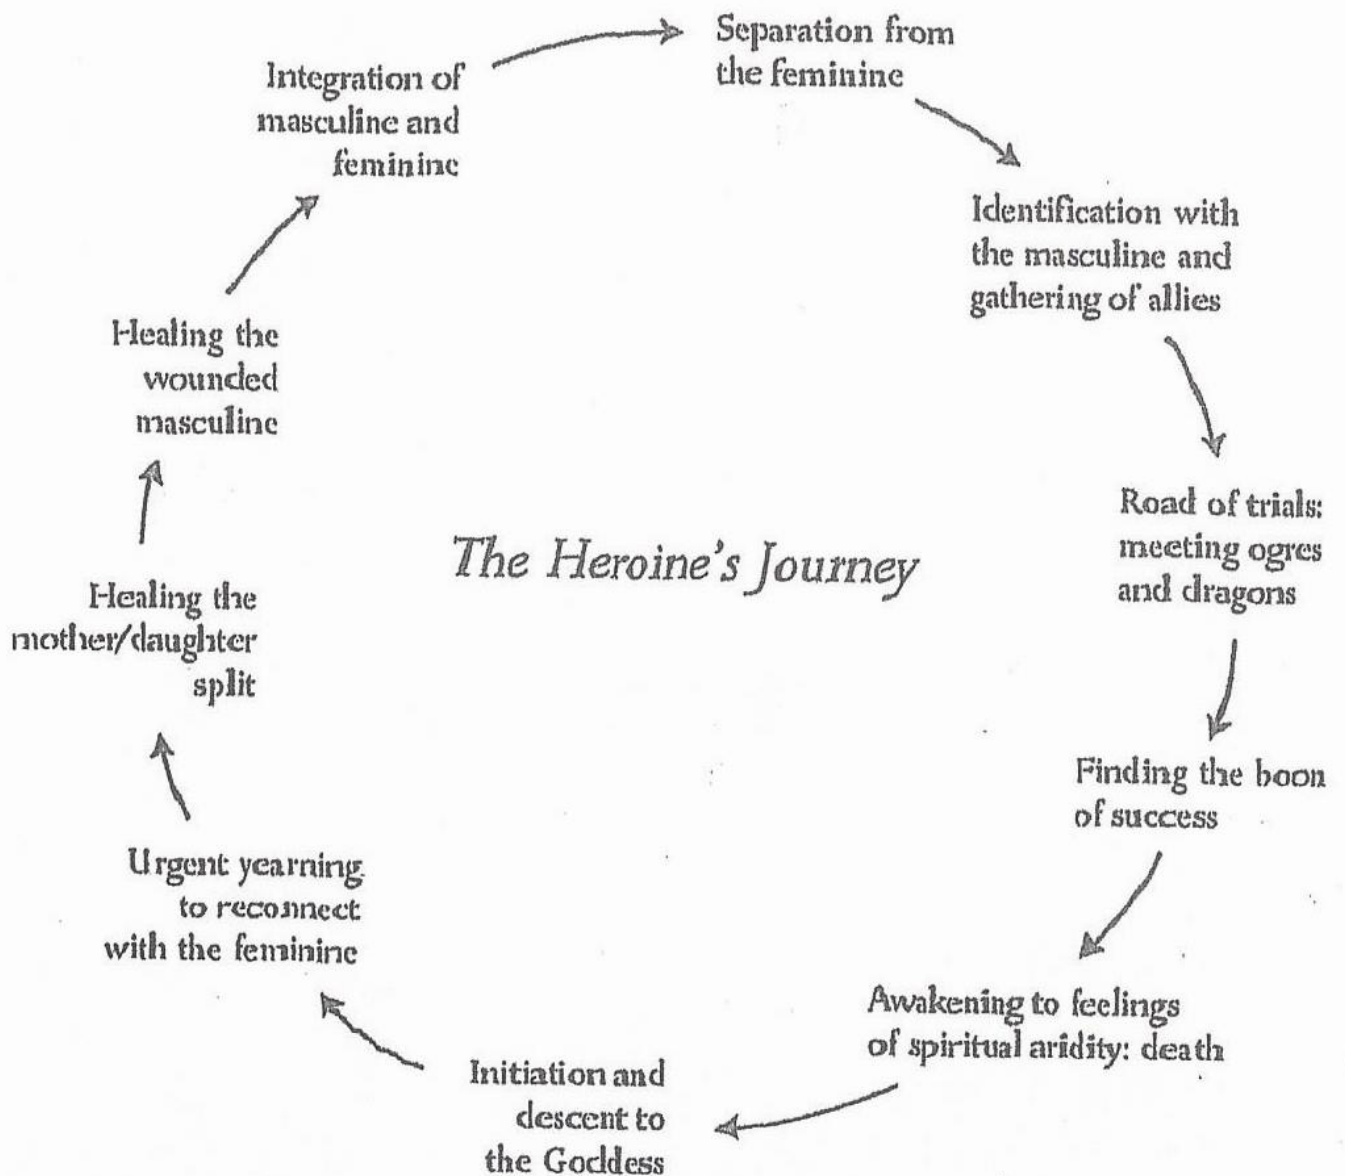 Separation from
the feminine
Identification with
the masculine and
gathering of allies
Road of trials:
meeting ogres
and dragons
Finding the boon
of success
Awakening to feelings
of spiritual aridity: death
Initiation and
descent to
the Goddess
Urgent yearning
to reconnect
with the feminine
Healing the
mother/daughter
split
Healing the
wounded
masculine
Integration of
masculine and
feminine
The Heroine's Journey